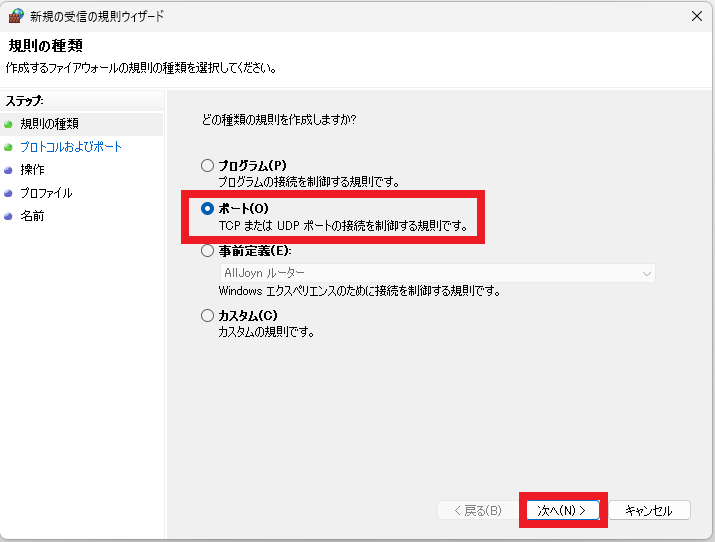 新規の受信の規則ウィザード
規則の種類
作成するファイアウォールの規則の種類を選択してください。
ステップ:
規則の種類
プロトコルおよびポート
操作
プロファイル
名前
どの種類の規則を作成しますか?
プログラム(P)
プログラムの接続を制御する規則です。
ポート(O)
TCP または UDP ポートの接続を制御する規則です。
事前定義(E):
AllJoyn ルーター
Windows エクスペリエンスのために接続を制御する規則です。
カスタム(C)
カスタムの規則です。
< 戻る(B)
次へ(N) >
キャンセル